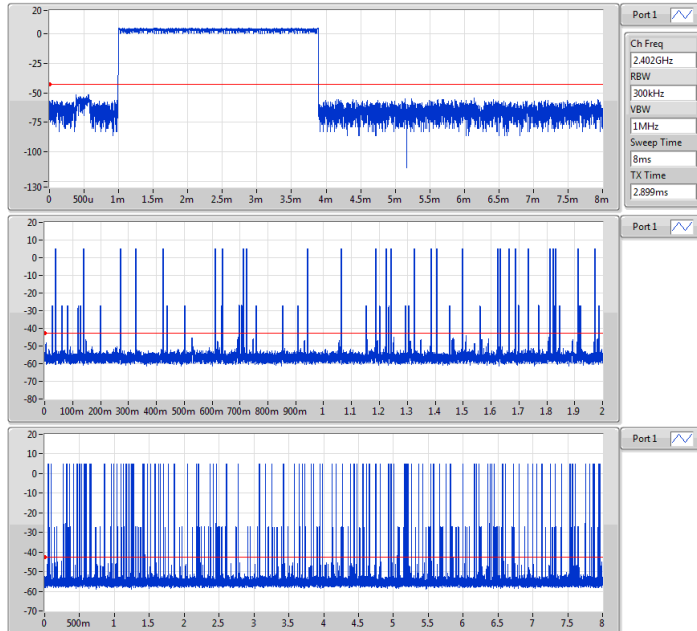 Port 1
20
0
-25
-50
-75
-100
-130
0 500u 1m 1.5m 2m 2.5m 3m 3.5m 4m 4.5m 5m 5.5m 6m 6.5m 7m 7.5m 8m
Ch Freq
2.402GHz
RBW
300kHz
VBW
1MHz
Sweep Time
8ms
TX Time
2.899ms
Port 1
20
10
0
-10
-20
-30
-40
-50
-60
-70
-80
0 100m 200m 300m 400m 500m 600m 700m 800m 900m 1 1.1 1.2 1.3 1.4 1.5 1.6 1.7 1.8 1.9 2
Port 1
20
10
0
-10
-20
-30
-40
-50
-60
-70
0 500m 1 1.5 2 2.5 3 3.5 4 4.5 5 5.5 6 6.5 7 7.5 8